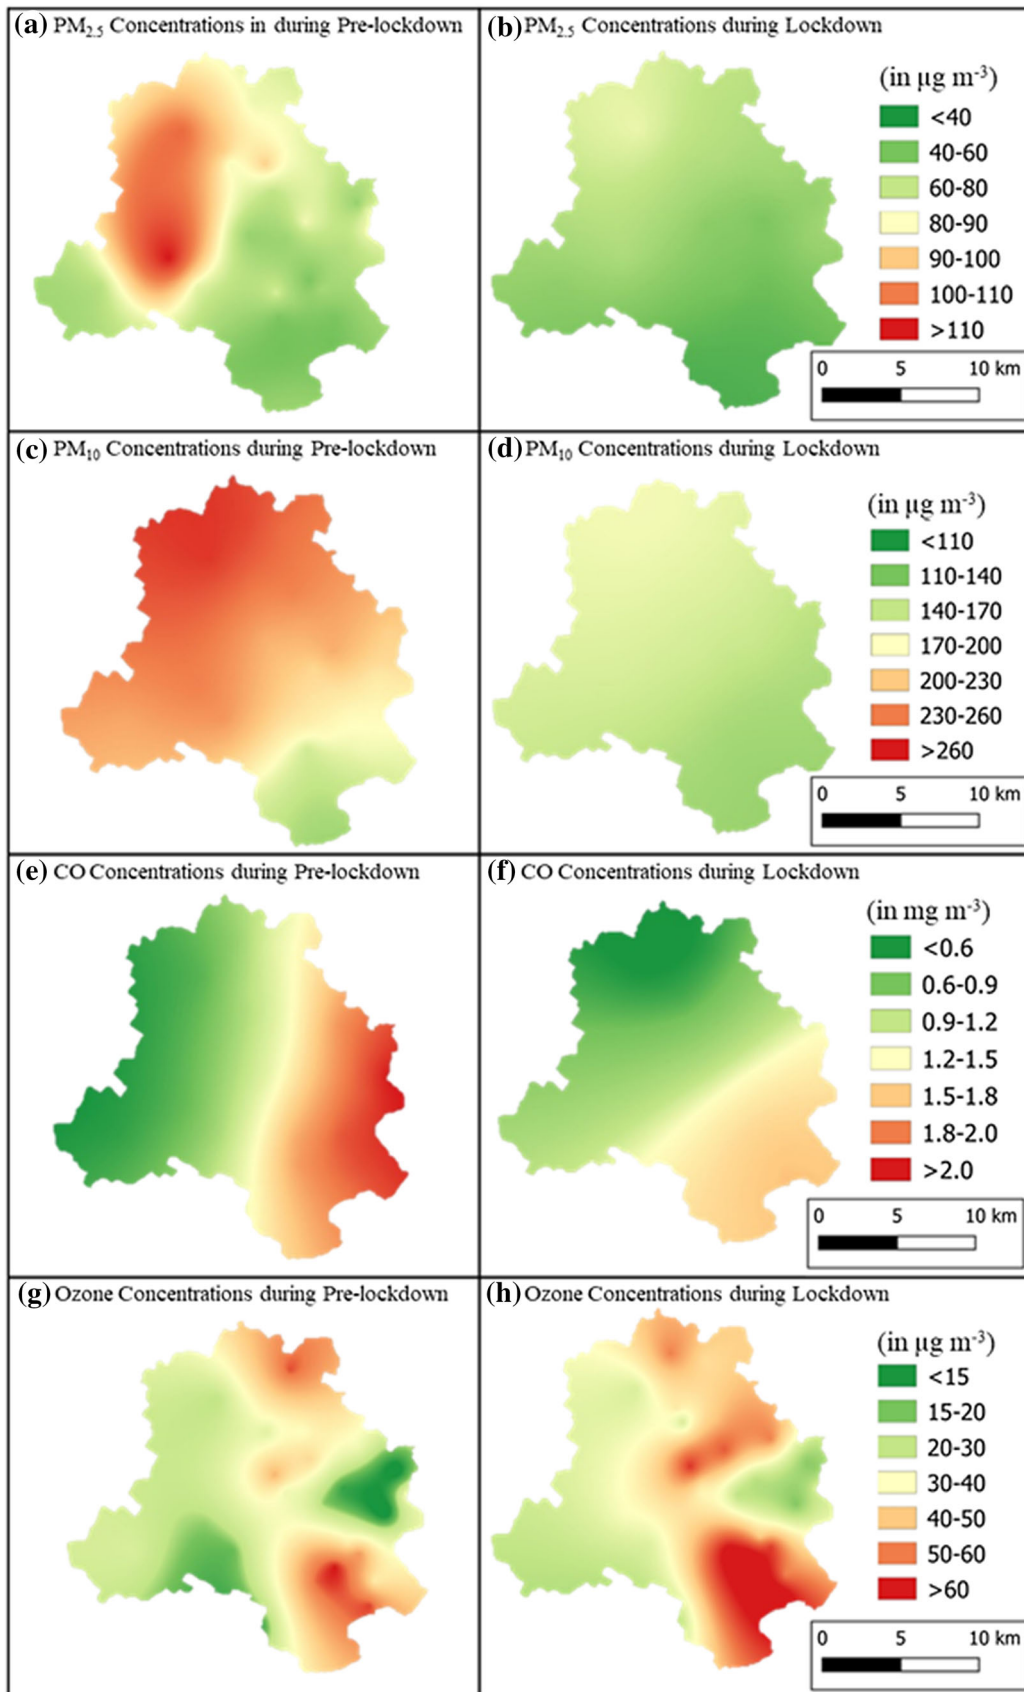 (a) PM2.5 Concentrations in during Pre-lockdown
(b) PM2.5 Concentrations during Lockdown
(in µg m-3)
<40
40-60
60-80
80-90
90-100
100-110
>110
0 5 10 km
(c) PM10 Concentrations during Pre-lockdown
(d) PM10 Concentrations during Lockdown
(in µg m-3)
<110
110-140
140-170
170-200
200-230
230-260
>260
0 5 10 km
(e) CO Concentrations during Pre-lockdown
(f) CO Concentrations during Lockdown
(in mg m-3)
<0.6
0.6-0.9
0.9-1.2
1.2-1.5
1.5-1.8
1.8-2.0
>2.0
0 5 10 km
(g) Ozone Concentrations during Pre-lockdown
(h) Ozone Concentrations during Lockdown
(in µg m-3)
<15
15-20
20-30
30-40
40-50
50-60
>60
0 5 10 km